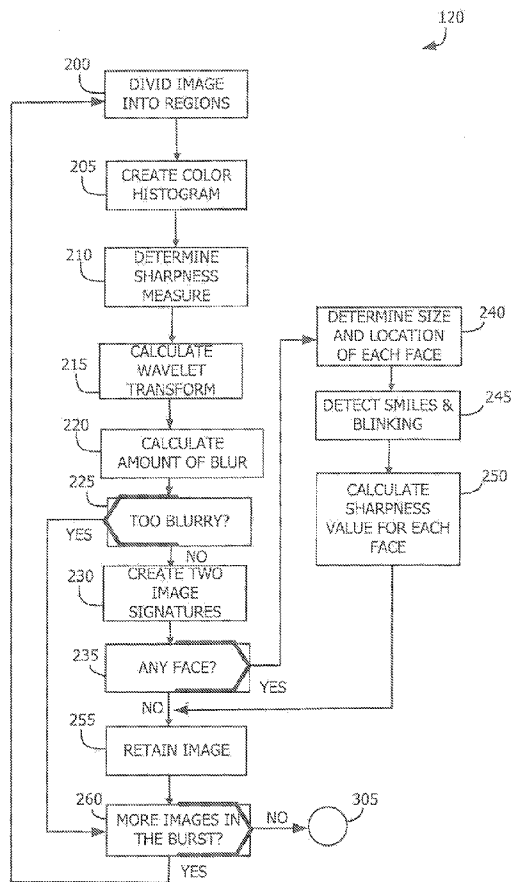 120
200
DIVID IMAGE
INTO REGIONS
205
CREATE COLOR
HISTOGRAM
210
DETERMINE
SHARPNESS
MEASURE
215
CALCULATE
WAVELET
TRANSFORM
220
CALCULATE
AMOUNT OF BLUR
225
TOO BLURRY?
YES
NO
230
CREATE TWO
IMAGE
SIGNATURES
235
ANY FACE?
YES
NO
240
DETERMINE SIZE
AND LOCATION
OF EACH FACE
245
DETECT SMILES &
BLINKING
250
CALCULATE
SHARPNESS
VALUE FOR EACH
FACE
255
RETAIN IMAGE
260
MORE IMAGES IN
THE BURST?
NO
305
YES